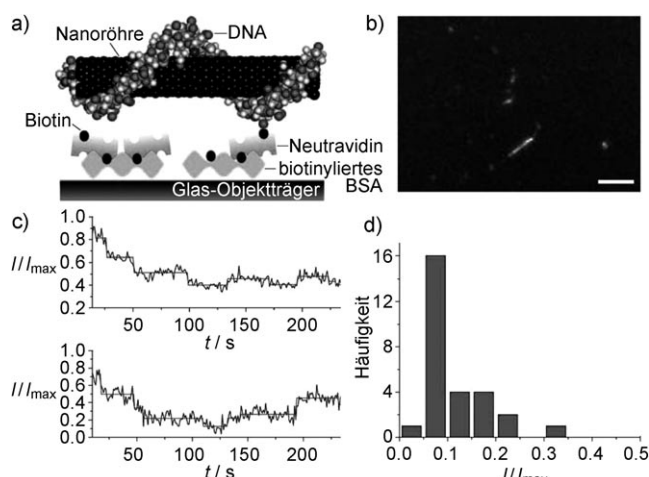 a)
Nanoröhre
DNA
Biotin
Neutravidin
biotinyliertes
BSA
Glas-Objektträger
b)
c)
I/Imax
1.0
0.8
0.6
0.4
0.2
50 100 150 200
t / s
I/Imax
1.0
0.8
0.6
0.4
0.2
0.0
50 100 150 200
t / s
d)
Häufigkeit
16
12
8
4
0
0.0 0.1 0.2 0.3 0.4 0.5
I/Imax